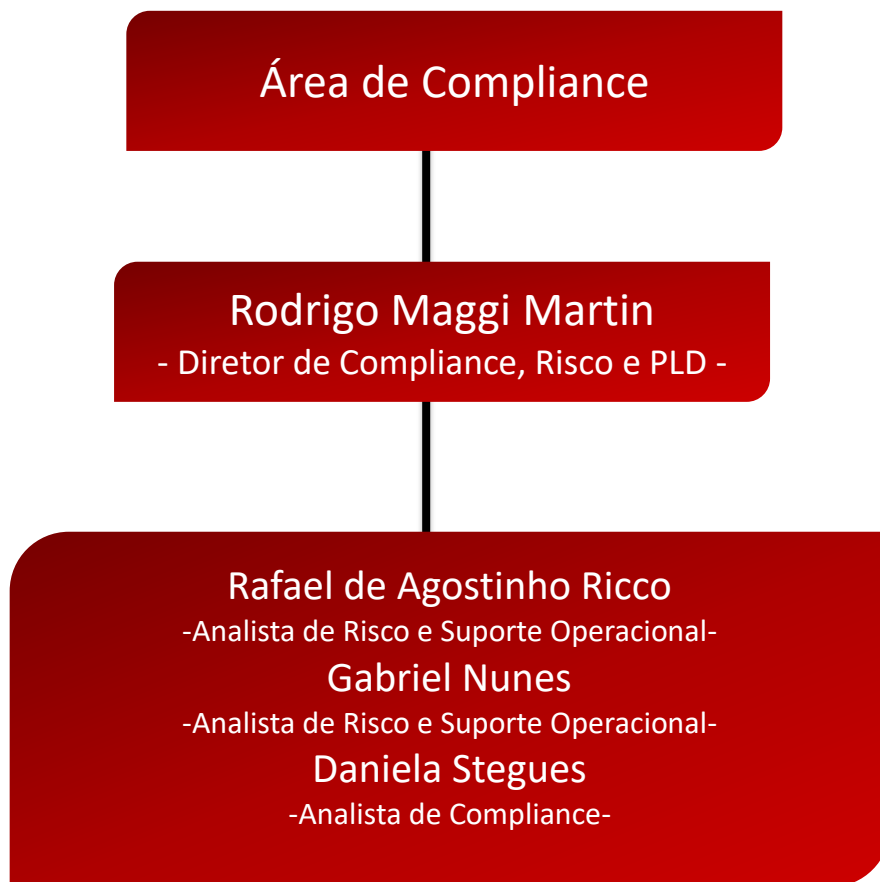 Área de Compliance
Rodrigo Maggi Martin
- Diretor de Compliance, Risco e PLD -
Rafael de Agostinho Ricco
-Analista de Risco e Suporte Operacional-
Gabriel Nunes
-Analista de Risco e Suporte Operacional-
Daniela Stegues
-Analista de Compliance-